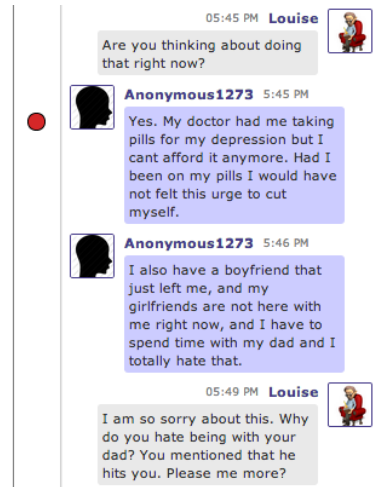 05:45 PM Louise
Are you thinking about doing
that right now?
Anonymous1273 5:45 PM
Yes. My doctor had me taking
pills for my depression but I
cant afford it anymore. Had I
been on my pills I would have
not felt this urge to cut
myself.
Anonymous1273 5:46 PM
I also have a boyfriend that
just left me, and my
girlfriends are not here with
me right now, and I have to
spend time with my dad and I
totally hate that.
05:49 PM Louise
I am so sorry about this. Why
do you hate being with your
dad? You mentioned that he
hits you. Please me more?